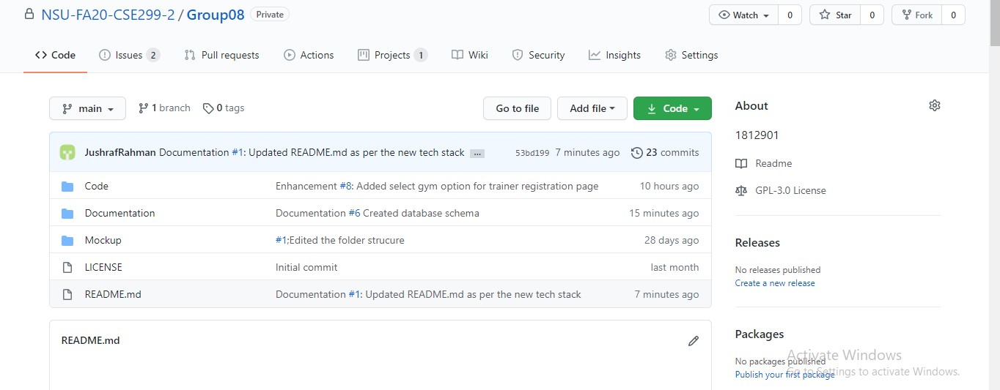 NSU-FA20-CSE299-2 / Group08 Private Watch 0 Star 0 Fork 0
Code Issues 2 Pull requests Actions Projects 1 Wiki Security Insights Settings
main 1 branch 0 tags Go to file Add file Code
About
1812901
Readme
GPL-3.0 License
JushrafRahman Documentation #1: Updated README.md as per the new tech stack ... 53bd199 7 minutes ago 23 commits
Code Enhancement #8: Added select gym option for trainer registration page 10 hours ago
Documentation Documentation #6 Created database schema 15 minutes ago
Mockup #1;Edited the folder strucure 28 days ago
LICENSE Initial commit last month
README.md Documentation #1: Updated README.md as per the new tech stack 7 minutes ago
Releases
No releases published
Create a new release
README.md
Packages
No packages published
Publish your first package
Activate Windows
Go to Settings to activate Windows.